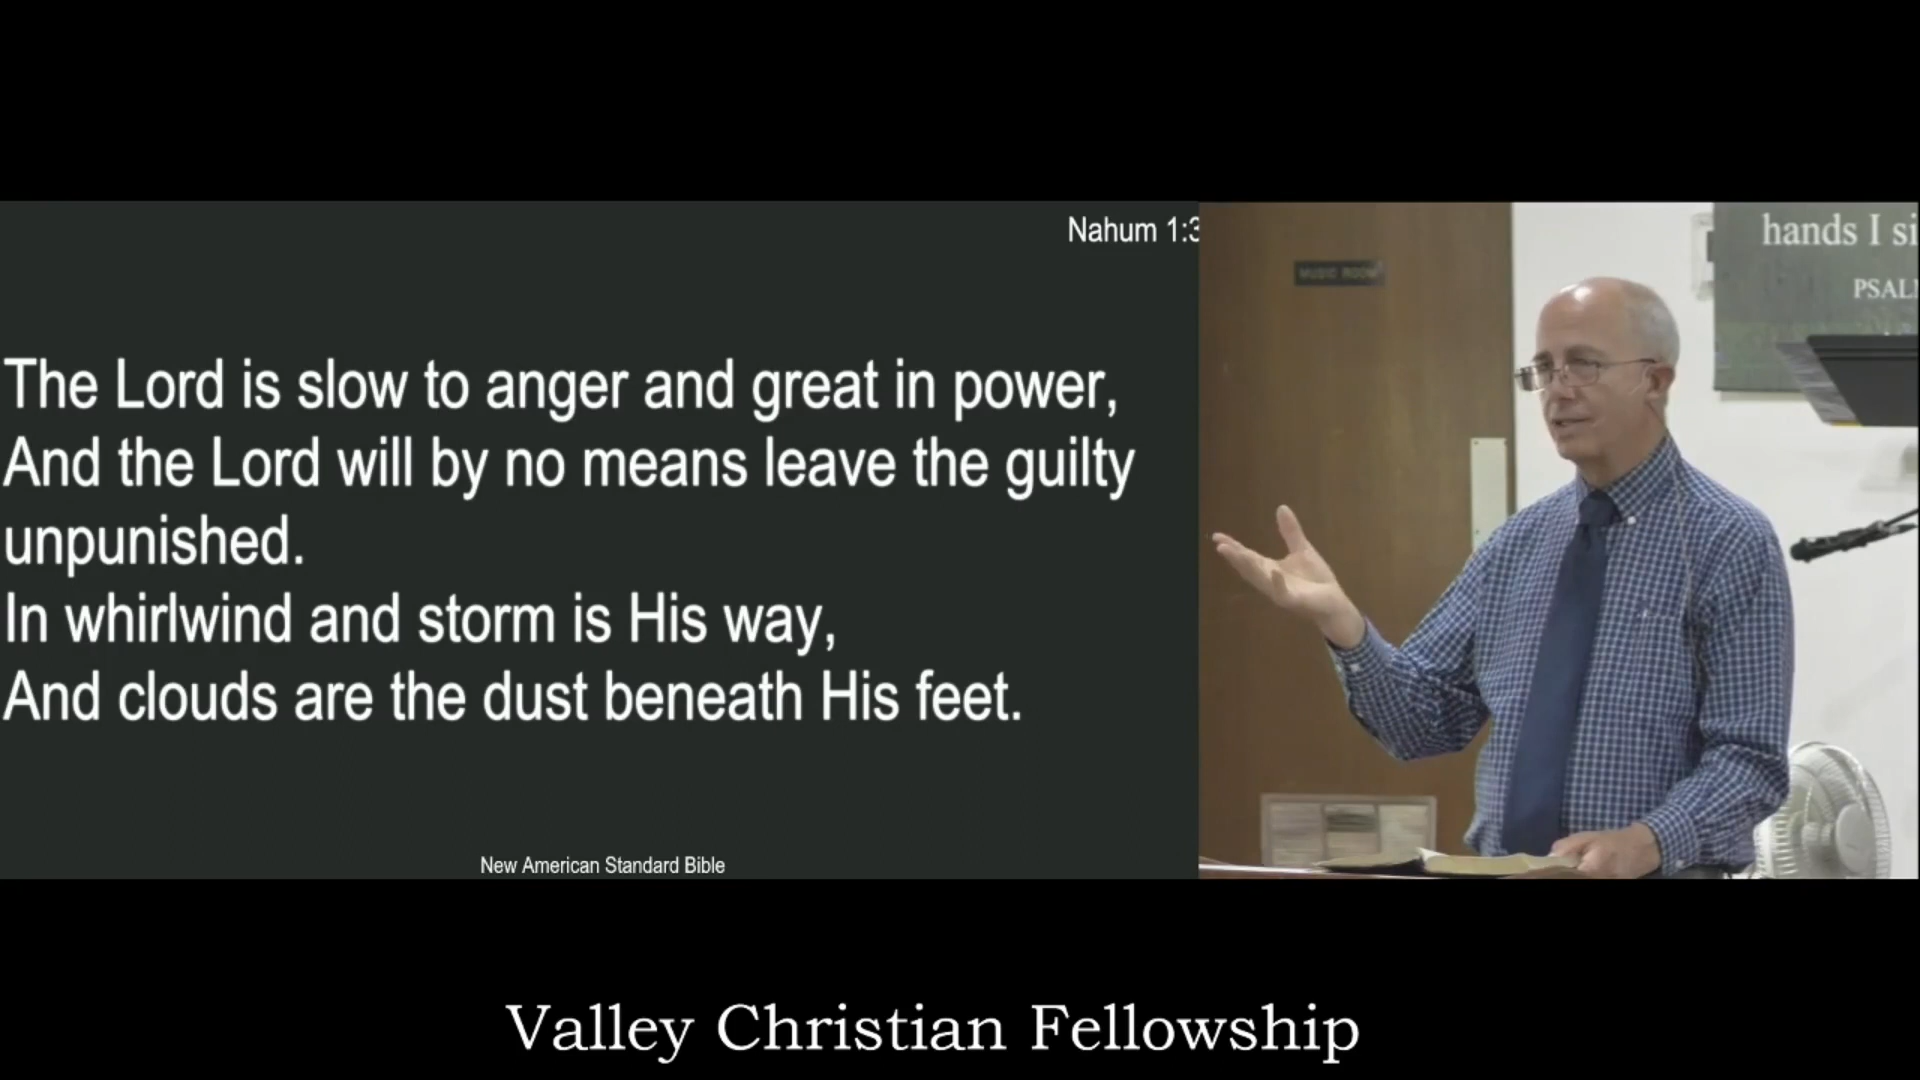 Nahum 1:3
The Lord is slow to anger and great in power,
And the Lord will by no means leave the guilty
unpunished.
In whirlwind and storm is His way,
And clouds are the dust beneath His feet.
New American Standard Bible
MUSIC ROOM
hands I si
PSAL
Valley Christian Fellowship